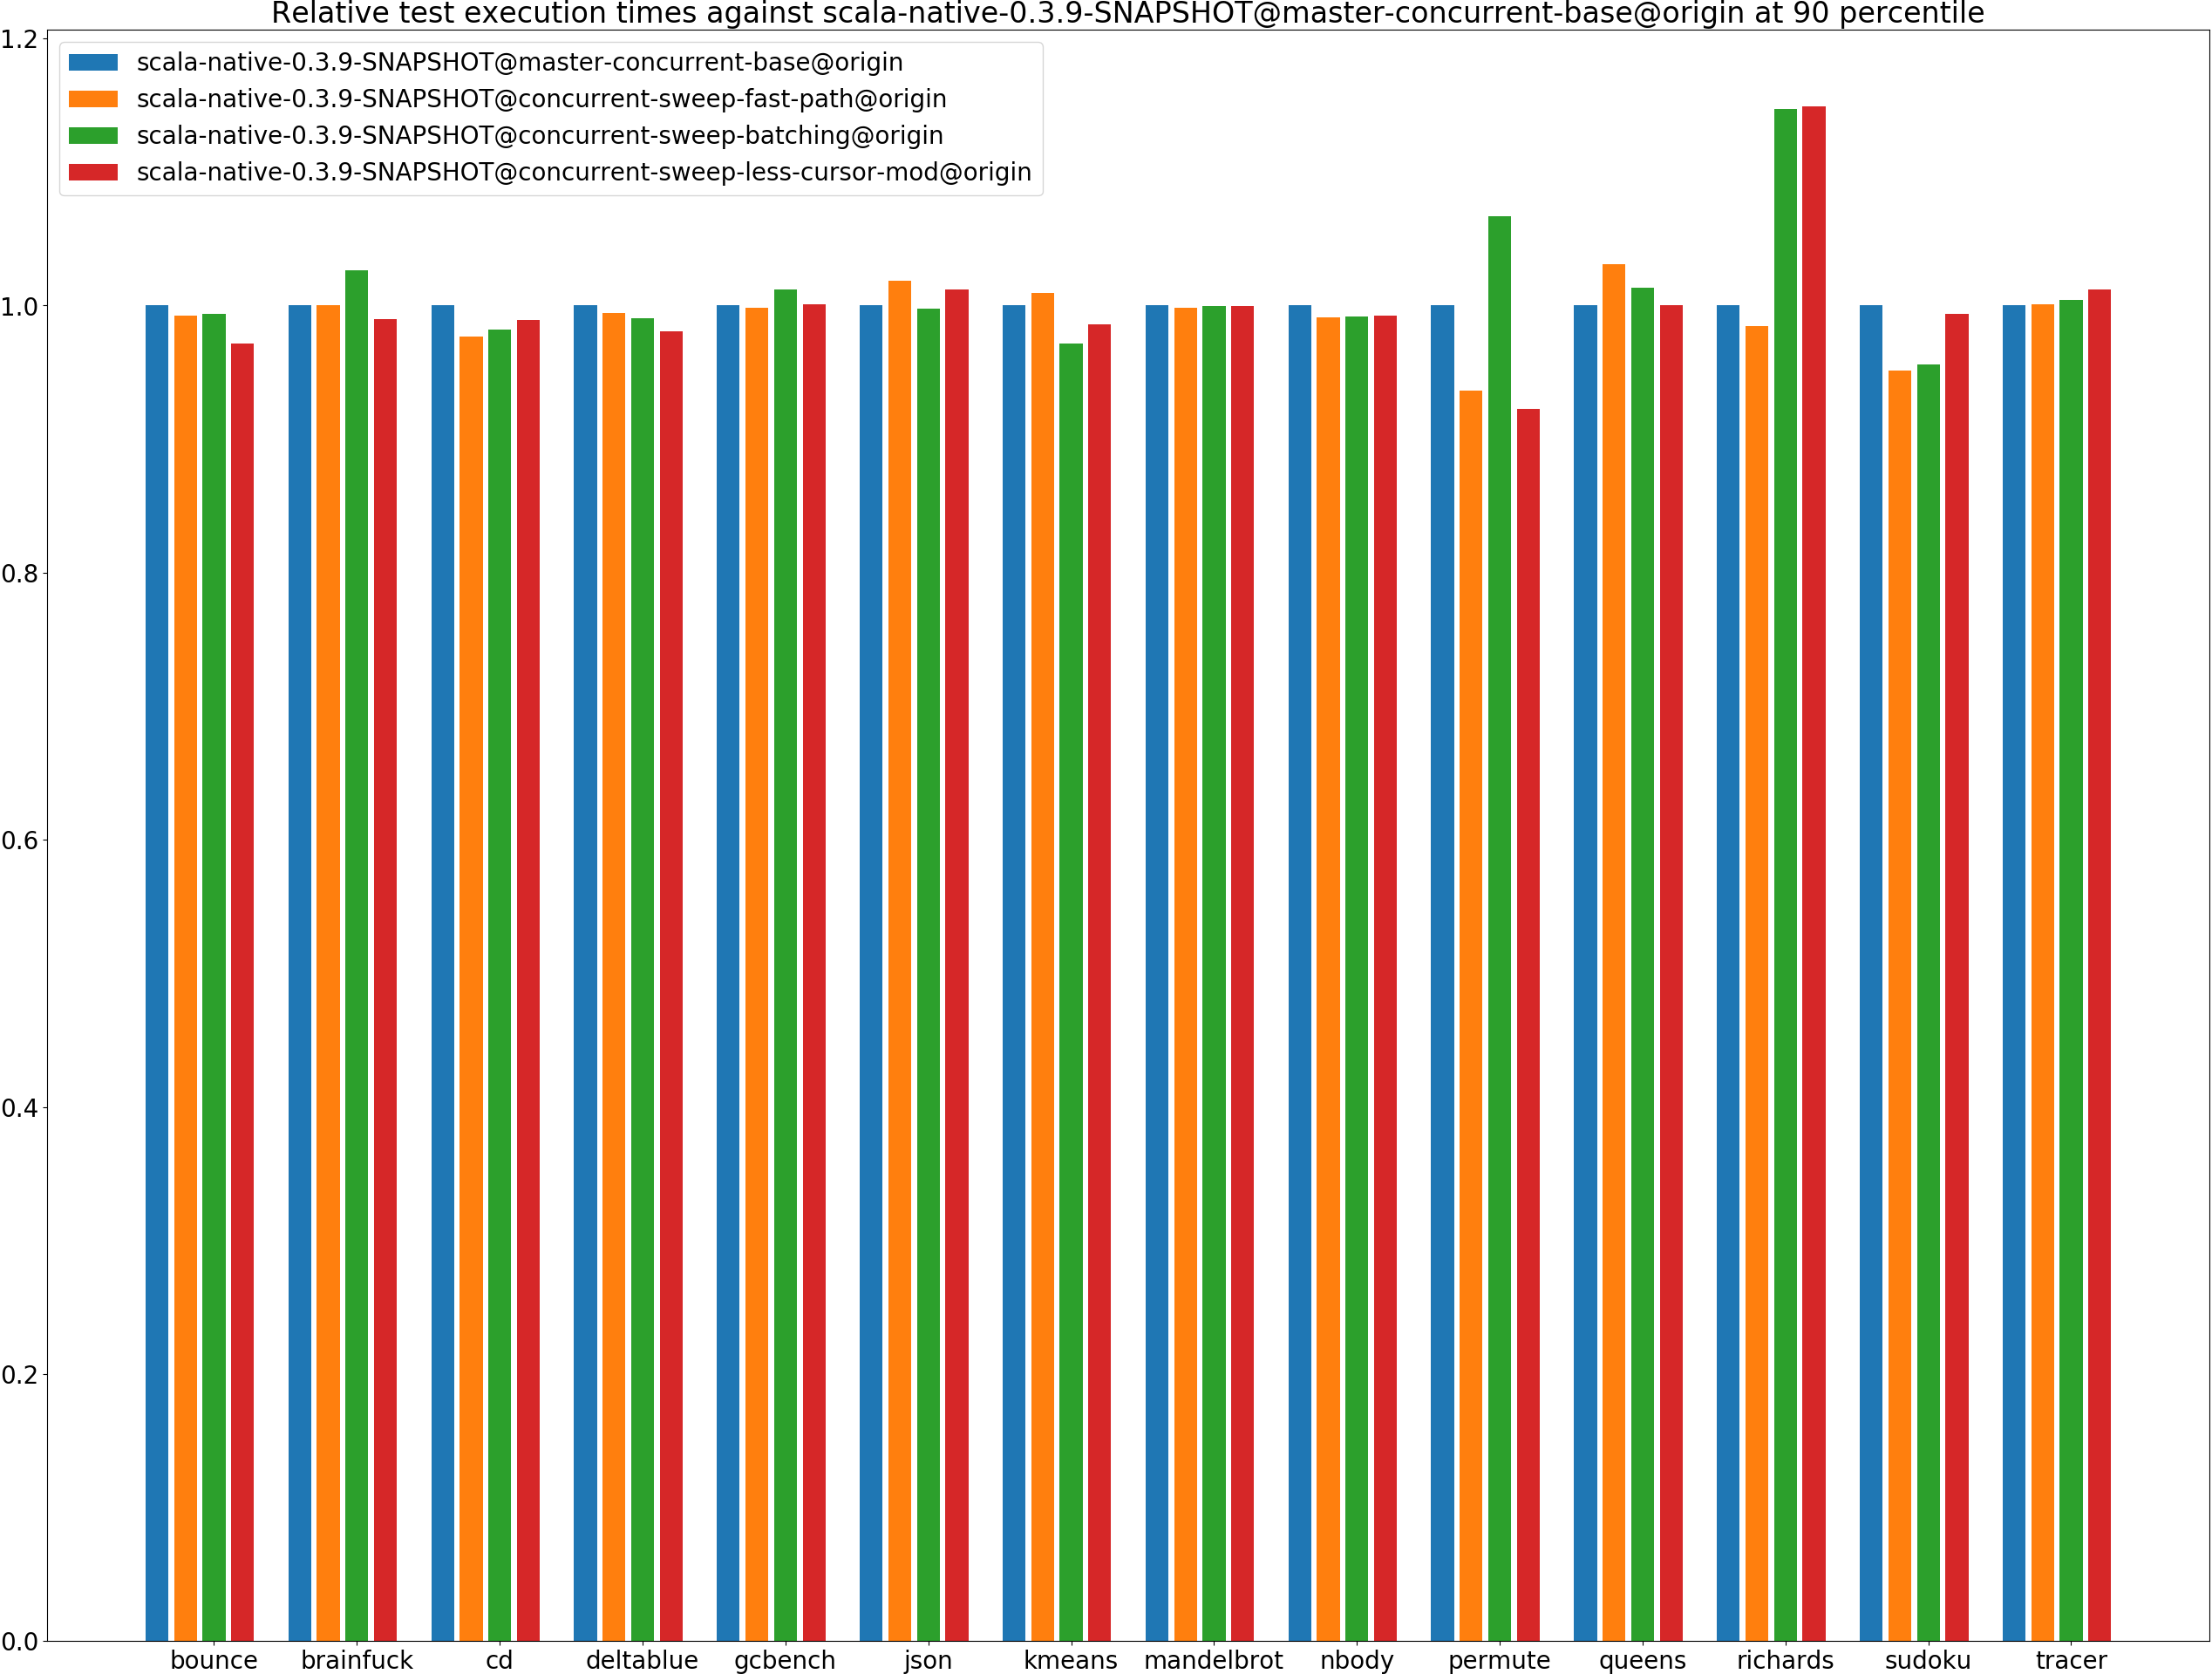 Relative test execution times against scala-native-0.3.9-SNAPSHOT@master-concurrent-base@origin at 90 percentile
1.2
scala-native-0.3.9-SNAPSHOT@master-concurrent-base@origin
scala-native-0.3.9-SNAPSHOT@concurrent-sweep-fast-path@origin
scala-native-0.3.9-SNAPSHOT@concurrent-sweep-batching@origin
scala-native-0.3.9-SNAPSHOT@concurrent-sweep-less-cursor-mod@origin
1.0
0.8
0.6
0.4
0.2
0.0
bounce brainfuck cd deltablue gcbench json kmeans mandelbrot nbody permute queens richards sudoku tracer